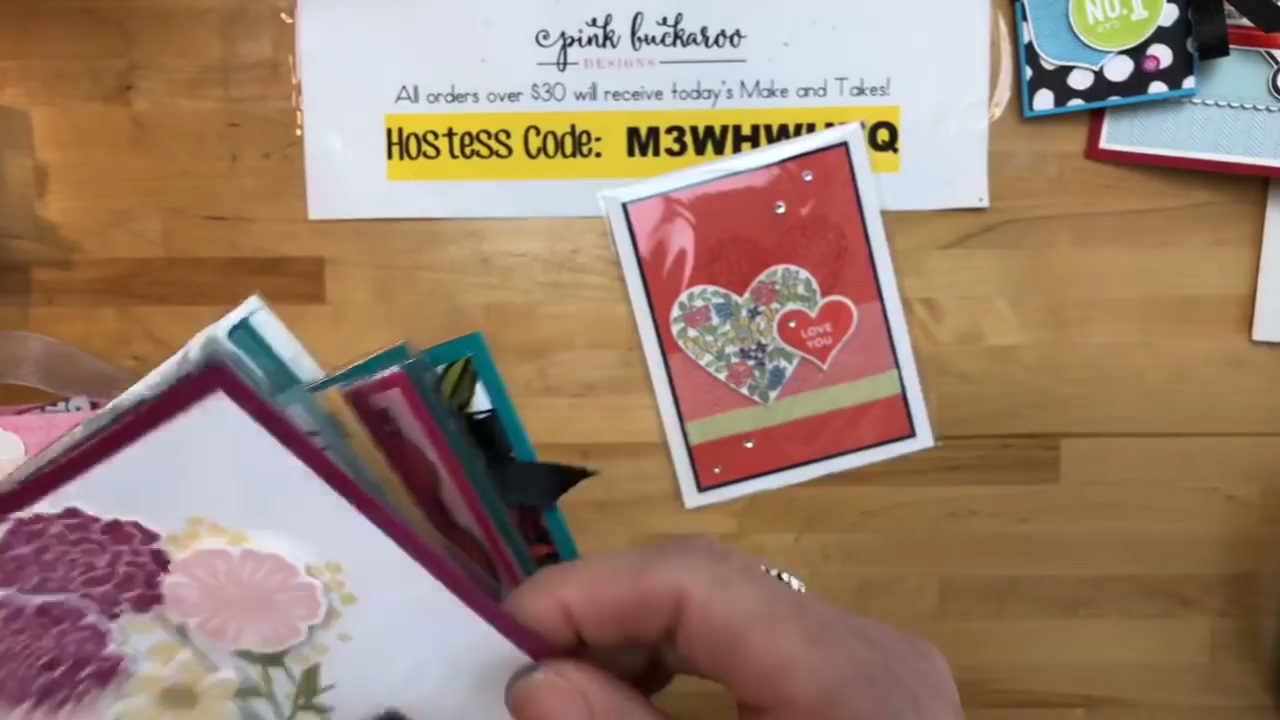 pink buckaroo
DESIGNS
All orders over $30 will receive today's Make and Takes!
Hostess Code:
NO.1
LOVE
YOU